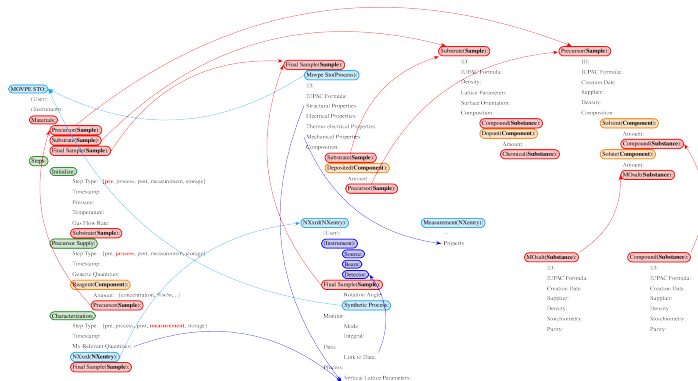 MOVPE STO:
(User):
(Instrument)
Materials:
Precursor(Sample):
Substrate(Sample):
Final Sample(Sample):
Steps:
Initialize:
Step Type: [pre, process, post, measurement, storage]
Timestamp:
Pressure:
Temperature:
Gas Flow Rate:
Substrate(Sample):
Precursor Supply:
Step Type: [pre, process, post, measurement, storage]
Timestamp:
Generic Quantities:
Reagent(Component):
Amount: [concentration, %w/w,...]
Precursor(Sample):
Characterization:
Step Type: [pre, process, post, measurement, storage]
Timestamp:
My Relevant Quantities:
NXxrd(NXentry):
Final Sample(Sample):
Final Sample(Sample):
Movpe Sto(Process):
ID:
IUPAC Formula:
Structural Properties:
Electrical Properties:
Thermo-electrical Properties
Mechanical Properties:
Composition:
Substrate(Sample):
Deposited(Component):
Amount:
Precursor(Sample):
NXxrd(NXentry):
(User):
(Instrument):
Source:
Beam:
Detector:
Final Sample(Sample):
Rotation Angle:
Synthetic Process:
Monitor:
Mode:
Integral:
Data:
Link to Data:
Process:
Vertical Lattice Parameters:
Substrate(Sample):
ID:
IUPAC Formula:
Density:
Lattice Parameters
Surface Orientation:
Composition:
Compound(Substance):
Dopant(Component):
Amount:
Chemical(Substance):
Measurement(NXentry):
...
Property
Precursor(Sample):
ID:
IUPAC Formula:
Creation Date
Supplier:
Density:
Composition:
Solvent(Component):
Amount:
Compound(Substance):
Solute(Component):
Amount:
MOsalt(Substance):
MOsalt(Substance):
ID:
IUPAC Formula:
Creation Date
Supplier:
Density:
Stoichiometry:
Purity:
Compound(Substance):
ID:
IUPAC Formula:
Creation Date
Supplier:
Density:
Stoichiometry:
Purity: